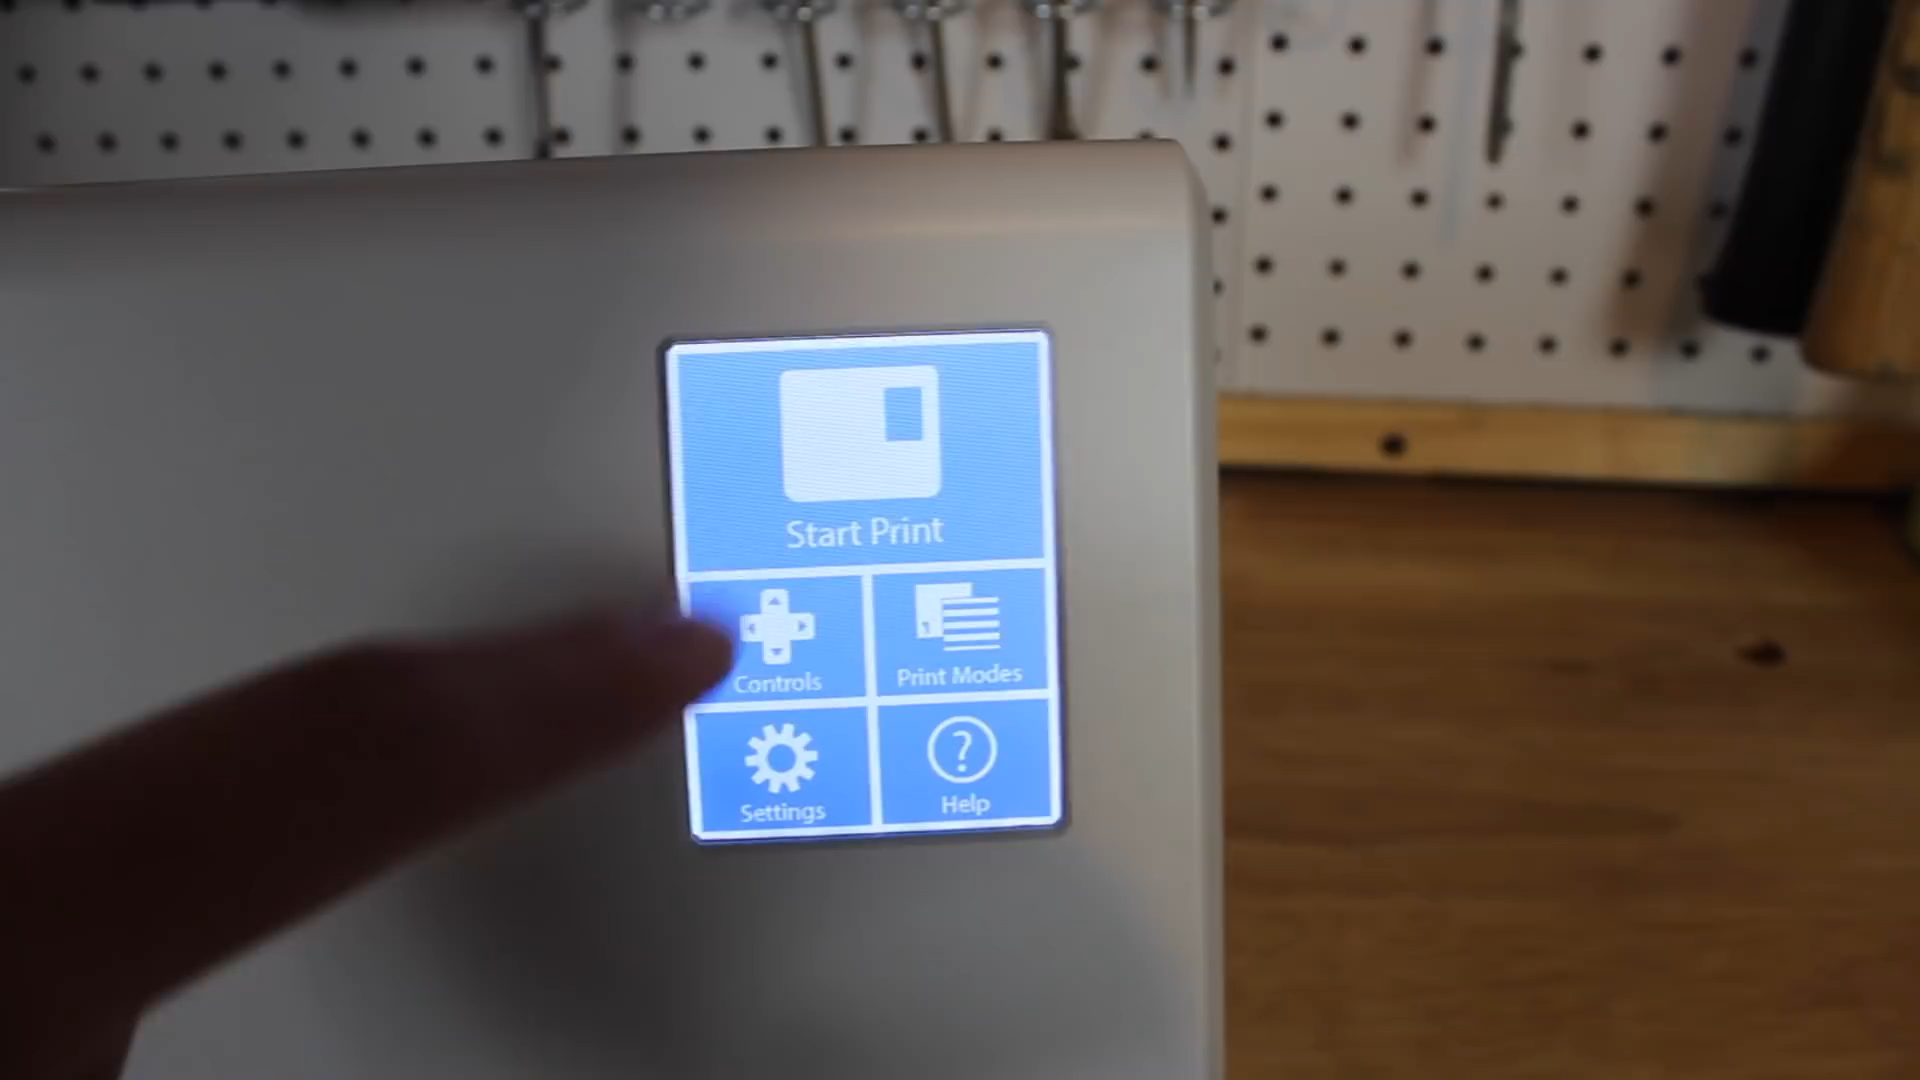 Start Print
Controls
Print Modes
Settings
?
Help